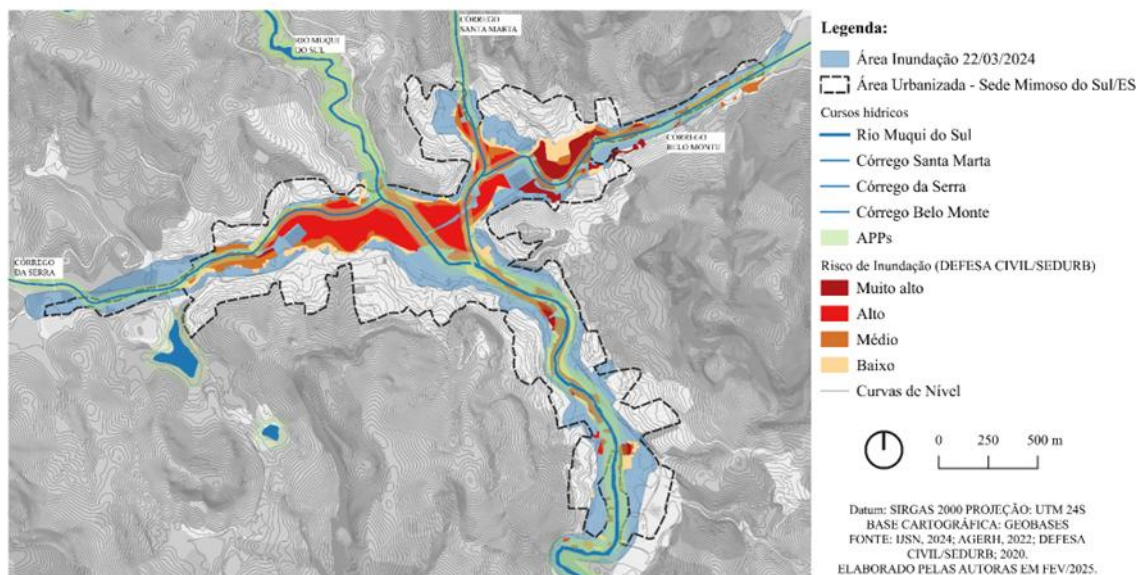 CÓRREGO
SANTA MARTA
RIO MUQUI
DO SUL
CÓRREGO
BELO MONTE
CÓRREGO
DA SERRA
Legenda:
Área Inundação 22/03/2024
Área Urbanizada - Sede Mimoso do Sul/ES
Cursos hídricos
Rio Muqui do Sul
Córrego Santa Marta
Córrego da Serra
Córrego Belo Monte
APPs
Risco de Inundação (DEFESA CIVIL/SEDURB)
Muito alto
Alto
Médio
Baixo
Curvas de Nível
0 250 500 m
Datum: SIRGAS 2000 PROJEÇÃO: UTM 24S
BASE CARTOGRÁFICA: GEOBASES
FONTE: IJSN, 2024; AGERH, 2022; DEFESA
CIVIL/SEDURB; 2020.
ELABORADO PELAS AUTORAS EM FEV/2025.